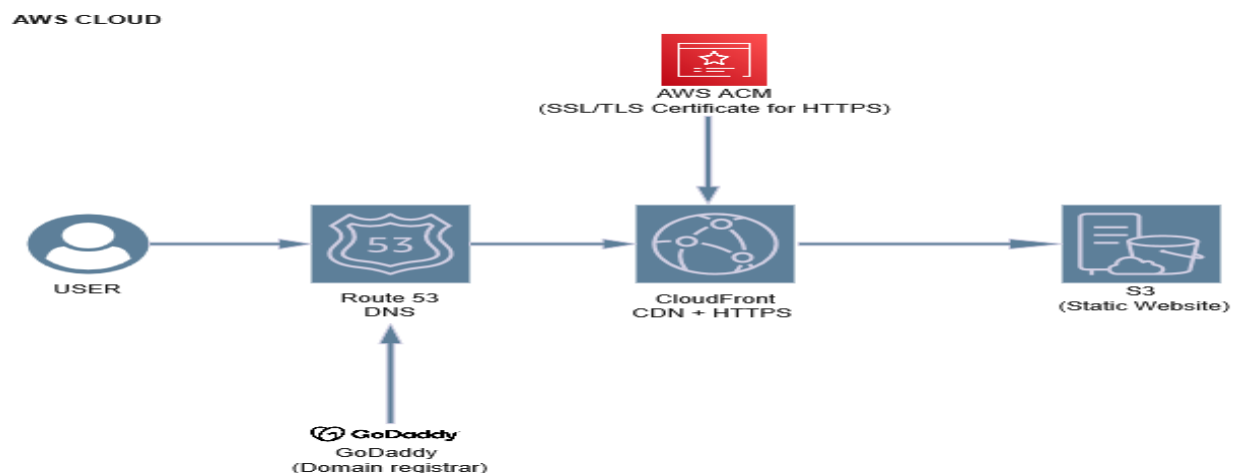 AWS CLOUD
AWS ACM
(SSL/TLS Certificate for HTTPS)
53
USER
Route 53
DNS
CloudFront
CDN + HTTPS
S3
(Static Website)
GoDaddy
GoDaddy
(Domain registrar)